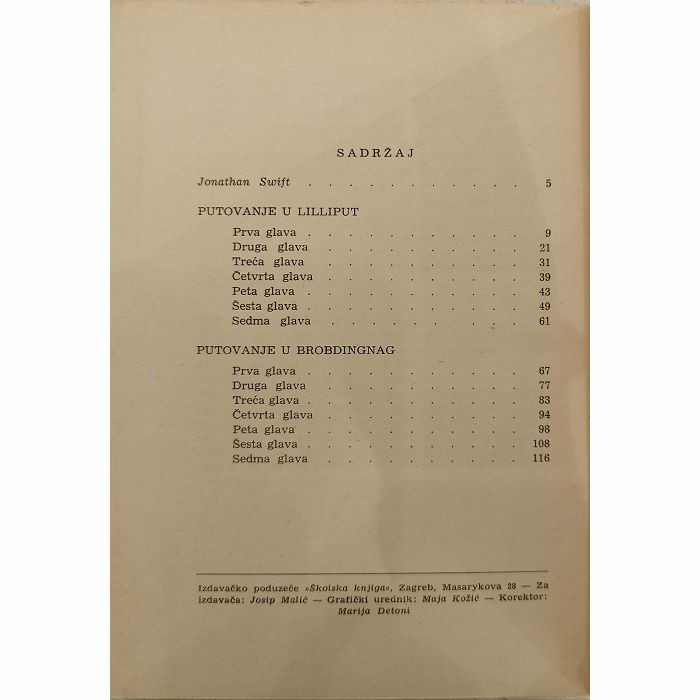 SADRŽAJ
Jonathan Swift . . . . . . . . . . . 5
PUTOVANJE U LILLIPUT
Prva glava . . . . . . . . . . . 9
Druga glava . . . . . . . . . . 21
Treća glava . . . . . . . . . . 31
Četvrta glava . . . . . . . . . . 39
Peta glava . . . . . . . . . . . 43
Šesta glava . . . . . . . . . . . 49
Sedma glava . . . . . . . . . 61
PUTOVANJE U BROBDINGNAG
Prva glava . . . . . . . . . . . 67
Druga glava . . . . . . . . . . 77
Treća glava . . . . . . . . . . . 83
Četvrta glava . . . . . . . . . . 94
Peta glava . . . . . . . . . . . 98
Šesta glava . . . . . . . . . . . 108
Sedma glava . . . . . . . . . . 116
Izdavačko poduzeće »Školska knjiga«, Zagreb, Masarykova 28 — Za
izdavača: Josip Malić — Grafički urednik: Maja Kožić — Korektor:
Marija Detoni